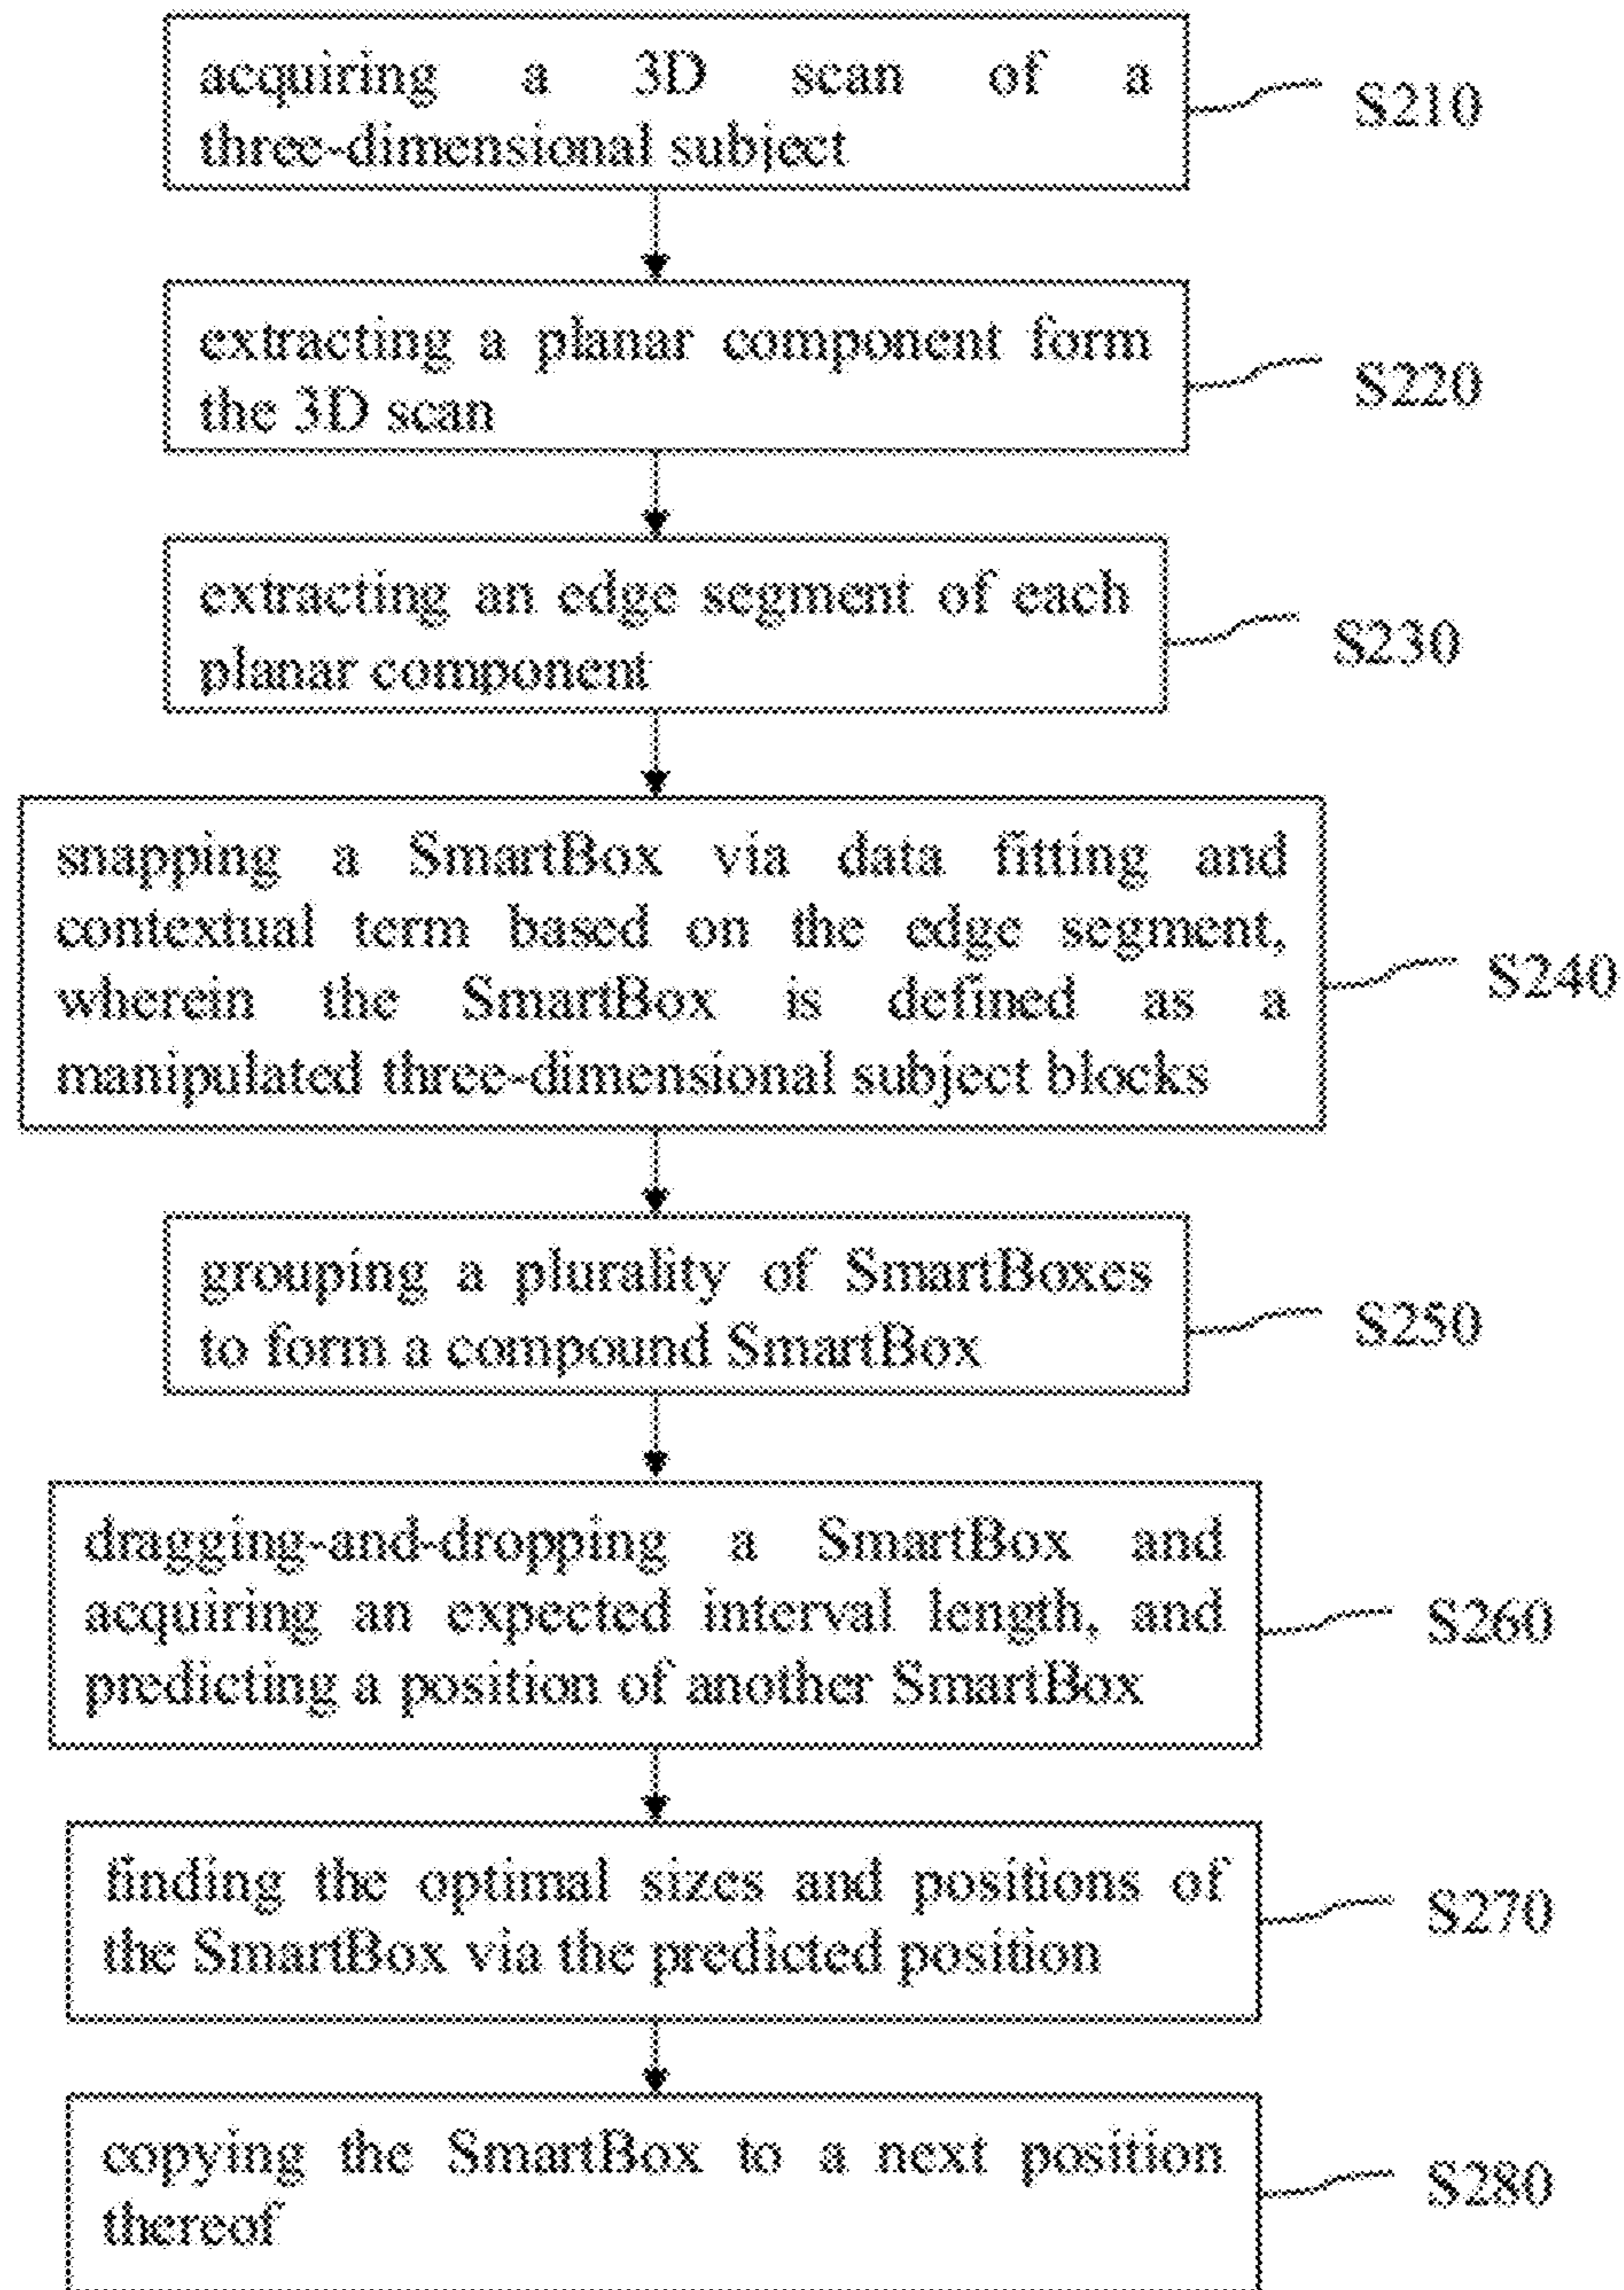 acquiring a 3D scan of a
three-dimensional subject
S210
extracting a planar component form
the 3D scan
S220
extracting an edge segment of each
planar component
S230
snapping a SmartBox via data fitting and
contextual term based on the edge segment,
wherein the SmartBox is defined as a
manipulated three-dimensional subject blocks
S240
grouping a plurality of SmartBoxes
to form a compound SmartBox
S250
dragging-and-dropping a SmartBox and
acquiring an expected interval length, and
predicting a position of another SmartBox
S260
finding the optimal sizes and positions of
the SmartBox via the predicted position
S270
copying the SmartBox to a next position
thereof
S280